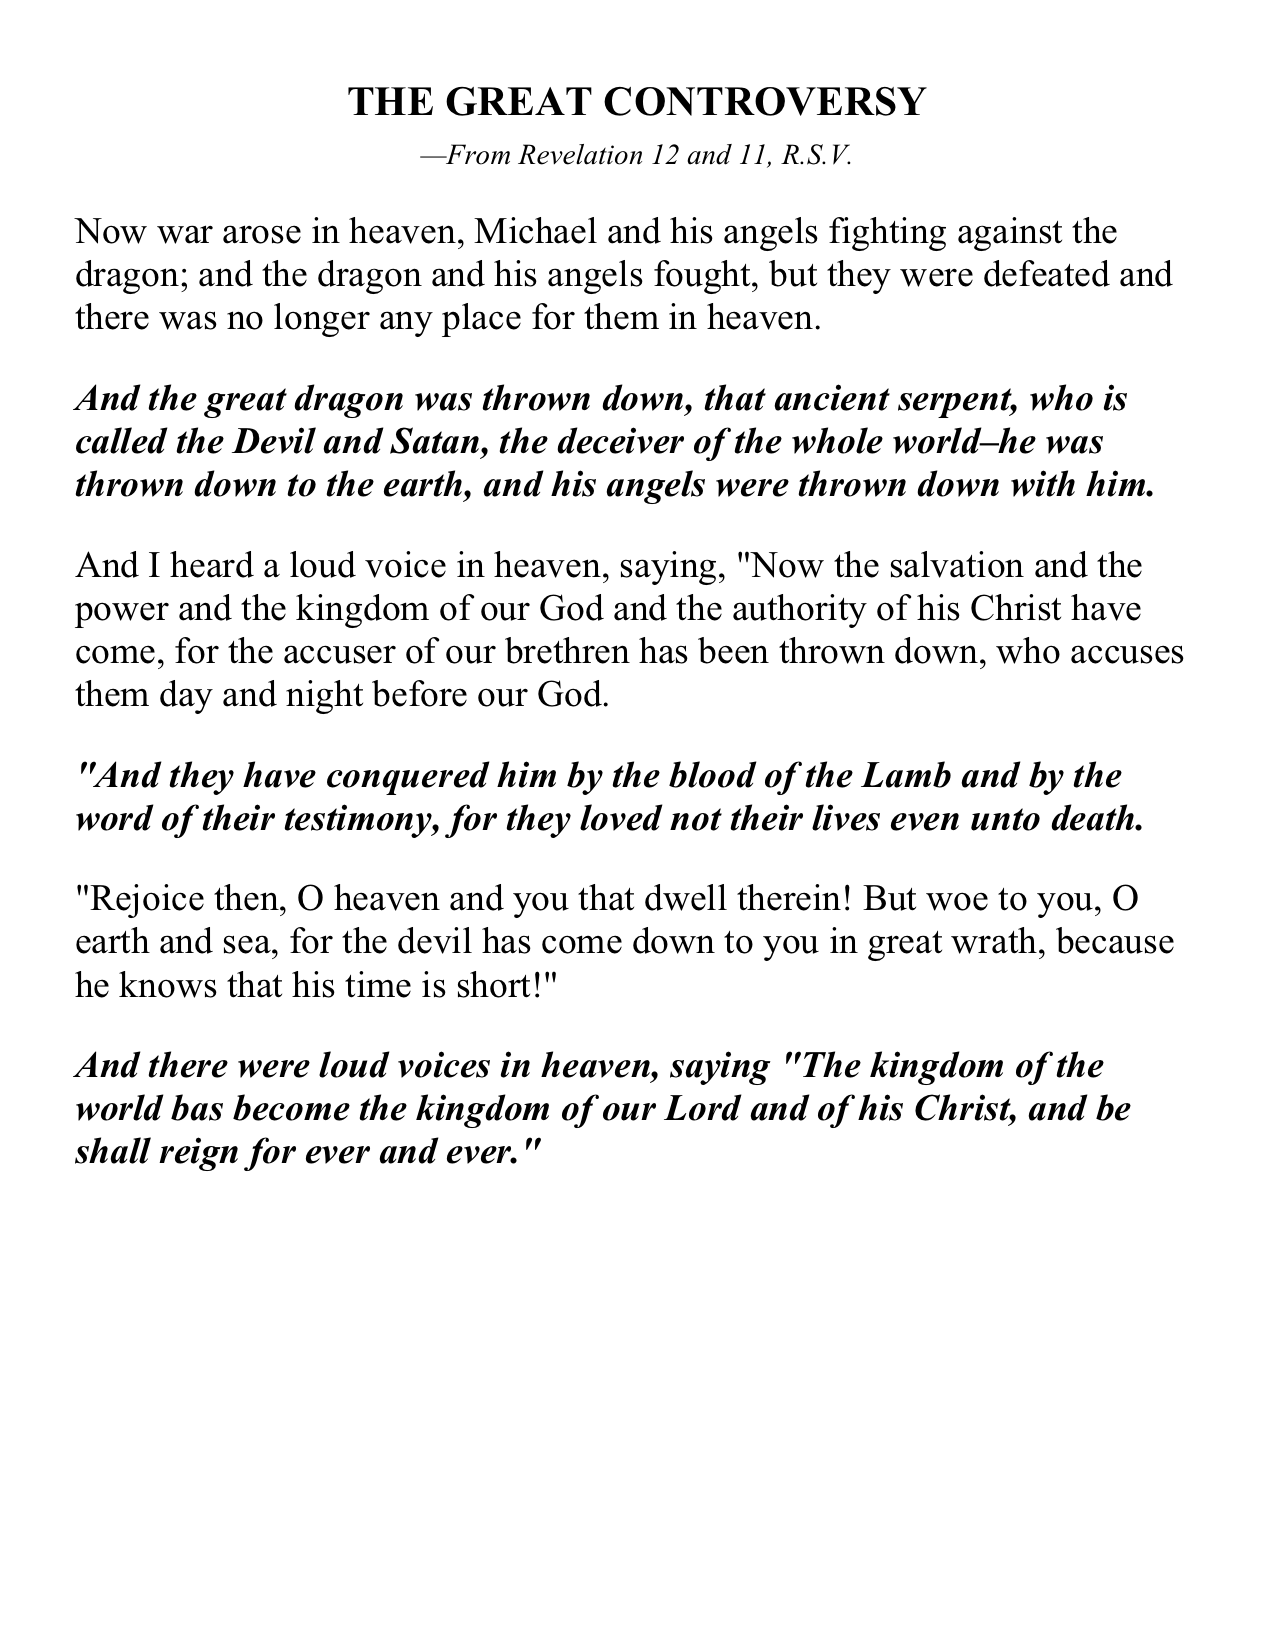 THE GREAT CONTROVERSY
—From Revelation 12 and 11, R.S.V.
Now war arose in heaven, Michael and his angels fighting against the
dragon; and the dragon and his angels fought, but they were defeated and
there was no longer any place for them in heaven.
And the great dragon was thrown down, that ancient serpent, who is
called the Devil and Satan, the deceiver of the whole world–he was
thrown down to the earth, and his angels were thrown down with him.
And I heard a loud voice in heaven, saying, "Now the salvation and the
power and the kingdom of our God and the authority of his Christ have
come, for the accuser of our brethren has been thrown down, who accuses
them day and night before our God.
"And they have conquered him by the blood of the Lamb and by the
word of their testimony, for they loved not their lives even unto death.
"Rejoice then, O heaven and you that dwell therein! But woe to you, O
earth and sea, for the devil has come down to you in great wrath, because
he knows that his time is short!"
And there were loud voices in heaven, saying "The kingdom of the
world bas become the kingdom of our Lord and of his Christ, and be
shall reign for ever and ever."